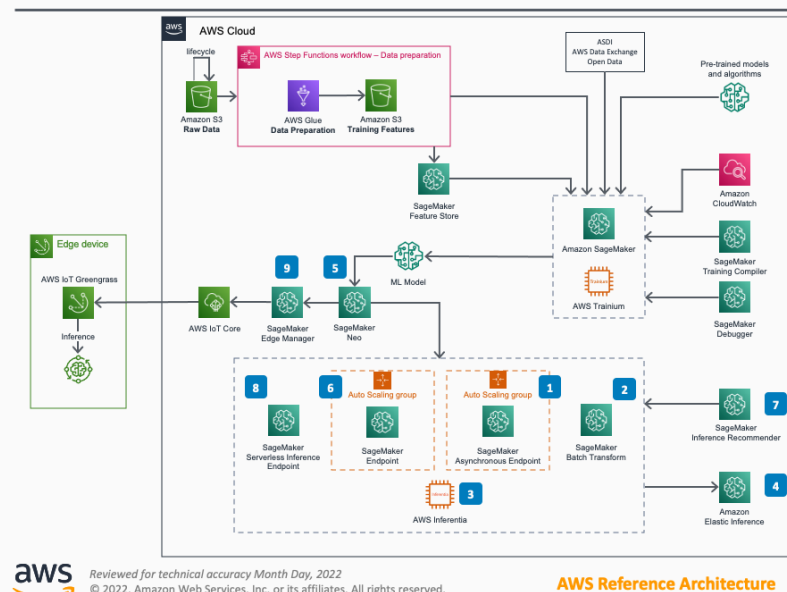 aws
AWS Cloud
lifecycle
Amazon S3
Raw Data
AWS Step Functions workflow – Data preparation
AWS Glue
Data Preparation
Amazon S3
Training Features
ASDI
AWS Data Exchange
Open Data
Pre-trained models
and algorithms
SageMaker
Feature Store
Amazon
CloudWatch
Amazon SageMaker
Trainium
AWS Trainium
SageMaker
Training Compiler
SageMaker
Debugger
Edge device
AWS IoT Greengrass
Inference
AWS IoT Core
9
SageMaker
Edge Manager
5
SageMaker
Neo
ML Model
8
SageMaker
Serverless Inference
Endpoint
6
Auto Scaling group
SageMaker
Endpoint
1
Auto Scaling group
SageMaker
Asynchronous Endpoint
2
SageMaker
Batch Transform
Inferentia
3
AWS Inferentia
7
SageMaker
Inference Recommender
4
Amazon
Elastic Inference
aws
Reviewed for technical accuracy Month Day, 2022
© 2022, Amazon Web Services, Inc. or its affiliates. All rights reserved.
AWS Reference Architecture